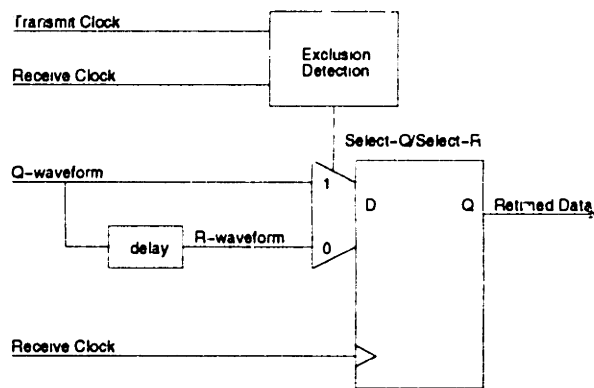 Transmit Clock
Exclusion
Detection
Receive Clock
Select-Q/Select-R
Q-waveform
1
D
Q
Retimed Data
delay
R-waveform
0
Receive Clock